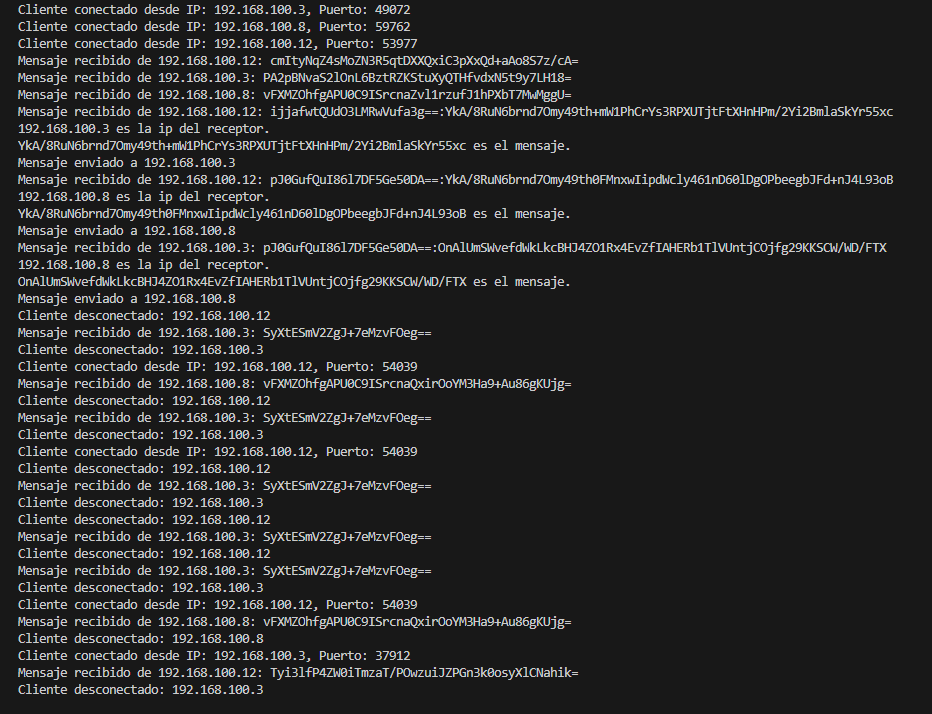 Cliente conectado desde IP: 192.168.100.3, Puerto: 49072
Cliente conectado desde IP: 192.168.100.8, Puerto: 59762
Cliente conectado desde IP: 192.168.100.12, Puerto: 53977
Mensaje recibido de 192.168.100.12: cmItyNqZ4sMoZN3R5qtDXXQxiC3pXxQd+aAo8S7z/cA=
Mensaje recibido de 192.168.100.3: PA2pBNvaS2lOnL6BztRZKStuXyQTHfvdxN5t9y7LH18=
Mensaje recibido de 192.168.100.8: vFXMZOhfgAPU0C9ISrcnaZvl1rzufJ1hPXbT7MwMggU=
Mensaje recibido de 192.168.100.12: ijjafwtQUdO3LMRwVufa3g==:YkA/8RuN6brnd7Omy49th+mW1PhCrYs3RPXUTjtFtXHnHPm/2Yi2BmlaSkYr55xc
192.168.100.3 es la ip del receptor.
YkA/8RuN6brnd7Omy49th+mW1PhCrYs3RPXUTjtFtXHnHPm/2Yi2BmlaSkYr55xc es el mensaje.
Mensaje enviado a 192.168.100.3
Mensaje recibido de 192.168.100.12: pJ0GufQuI86l7DF5Ge50DA==:YkA/8RuN6brnd7Omy49th0FMnxwIipdWcly461nD60lDgOPbeegbJFd+nJ4L93oB
192.168.100.8 es la ip del receptor.
YkA/8RuN6brnd7Omy49th0FMnxwIipdWcly461nD60lDgOPbeegbJFd+nJ4L93oB es el mensaje.
Mensaje enviado a 192.168.100.8
Mensaje recibido de 192.168.100.3: pJ0GufQuI86l7DF5Ge50DA==:OnAlUmSWvefdWkLkcBHJ4ZO1Rx4EvZfIAHERb1TlVUntjCOjfg29KKSCW/WD/FTX
192.168.100.8 es la ip del receptor.
OnAlUmSWvefdWkLkcBHJ4ZO1Rx4EvZfIAHERb1TlVUntjCOjfg29KKSCW/WD/FTX es el mensaje.
Mensaje enviado a 192.168.100.8
Cliente desconectado: 192.168.100.12
Mensaje recibido de 192.168.100.3: SyXtESmV2ZgJ+7eMzvFOeg==
Cliente desconectado: 192.168.100.3
Cliente conectado desde IP: 192.168.100.12, Puerto: 54039
Mensaje recibido de 192.168.100.8: vFXMZOhfgAPU0C9ISrcnaQxirOoYM3Ha9+Au86gKUjg=
Cliente desconectado: 192.168.100.12
Mensaje recibido de 192.168.100.3: SyXtESmV2ZgJ+7eMzvFOeg==
Cliente desconectado: 192.168.100.3
Cliente conectado desde IP: 192.168.100.12, Puerto: 54039
Cliente desconectado: 192.168.100.12
Mensaje recibido de 192.168.100.3: SyXtESmV2ZgJ+7eMzvFOeg==
Cliente desconectado: 192.168.100.3
Cliente desconectado: 192.168.100.12
Mensaje recibido de 192.168.100.3: SyXtESmV2ZgJ+7eMzvFOeg==
Cliente desconectado: 192.168.100.12
Mensaje recibido de 192.168.100.3: SyXtESmV2ZgJ+7eMzvFOeg==
Cliente desconectado: 192.168.100.3
Cliente conectado desde IP: 192.168.100.12, Puerto: 54039
Mensaje recibido de 192.168.100.8: vFXMZOhfgAPU0C9ISrcnaQxirOoYM3Ha9+Au86gKUjg=
Cliente desconectado: 192.168.100.8
Cliente conectado desde IP: 192.168.100.3, Puerto: 37912
Mensaje recibido de 192.168.100.12: Tyi3lfP4ZW0iTmzaT/POwzuiJZPGn3k0osyXlCNahik=
Cliente desconectado: 192.168.100.3